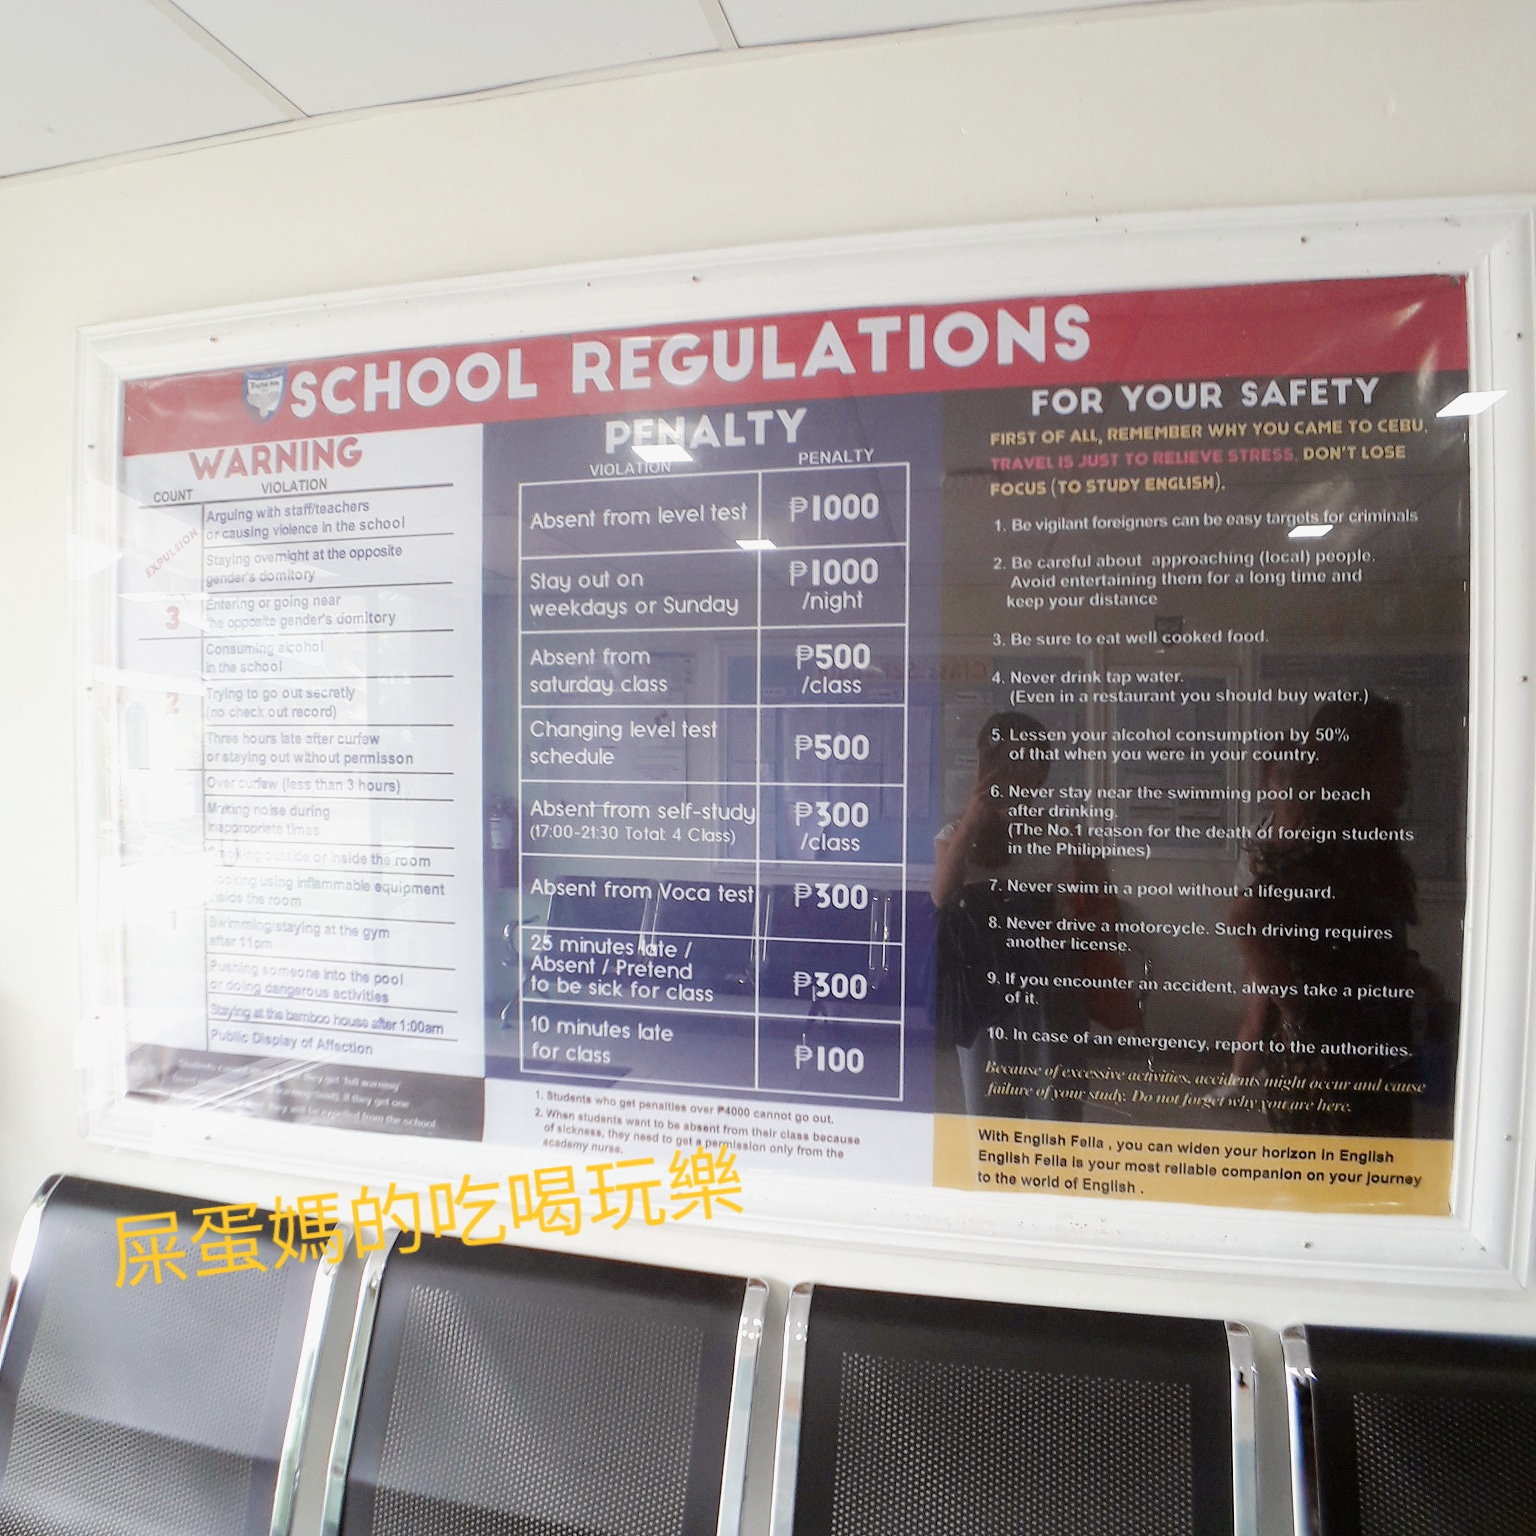 SCHOOL REGULATIONS
WARNING
COUNT VIOLATION
EXPULSION
Arguing with staff/teachers
or causing violence in the school
Staying overnight at the opposite
gender's domitory
3
Entering or going near
the opposite gender's domitory
Consuming alcohol
in the school
2
Trying to go out secretly
(no check out record)
Three hours late after curfew
or staying out without permisson
Over curfew (less than 3 hours)
Making noise during
inappropriate times
Smoking outside or inside the room
Cooking using inflammable equipment
inside the room
1
Swimming/staying at the gym
after 11pm
Pushing someone into the pool
or doing dangerous activities
Staying at the bamboo house after 1:00am
Public Display of Affection
they get 'full warning'
If they get one
they will be expelled from the school
PENALTY
VIOLATION PENALTY
Absent from level test ₱1000
Stay out on
weekdays or Sunday
₱1000
/night
Absent from
saturday class
₱500
/class
Changing level test
schedule
₱500
Absent from self-study
(17:00-21:30 Total: 4 Class)
₱300
/class
Absent from Voca test ₱300
25 minutes late /
Absent / Pretend
to be sick for class
₱300
10 minutes late
for class
₱100
1. Students who get penalties over ₱4000 cannot go out.
2. When students want to be absent from their class because
of sickness, they need to get a permission only from the
academy nurse.
FOR YOUR SAFETY
FIRST OF ALL, REMEMBER WHY YOU CAME TO CEBU.
TRAVEL IS JUST TO RELIEVE STRESS. DON'T LOSE
FOCUS (TO STUDY ENGLISH).
1. Be vigilant foreigners can be easy targets for criminals
2. Be careful about approaching (local) people.
Avoid entertaining them for a long time and
keep your distance
3. Be sure to eat well cooked food.
4. Never drink tap water.
(Even in a restaurant you should buy water.)
5. Lessen your alcohol consumption by 50%
of that when you were in your country.
6. Never stay near the swimming pool or beach
after drinking.
(The No.1 reason for the death of foreign students
in the Philippines)
7. Never swim in a pool without a lifeguard.
8. Never drive a motorcycle. Such driving requires
another license.
9. If you encounter an accident, always take a picture
of it.
10. In case of an emergency, report to the authorities.
Because of excessive activities, accidents might occur and cause
failure of your study. Do not forget why you are here.
With English Fella , you can widen your horizon in English
English Fella is your most reliable companion on your journey
to the world of English .
屎蛋媽的吃喝玩樂